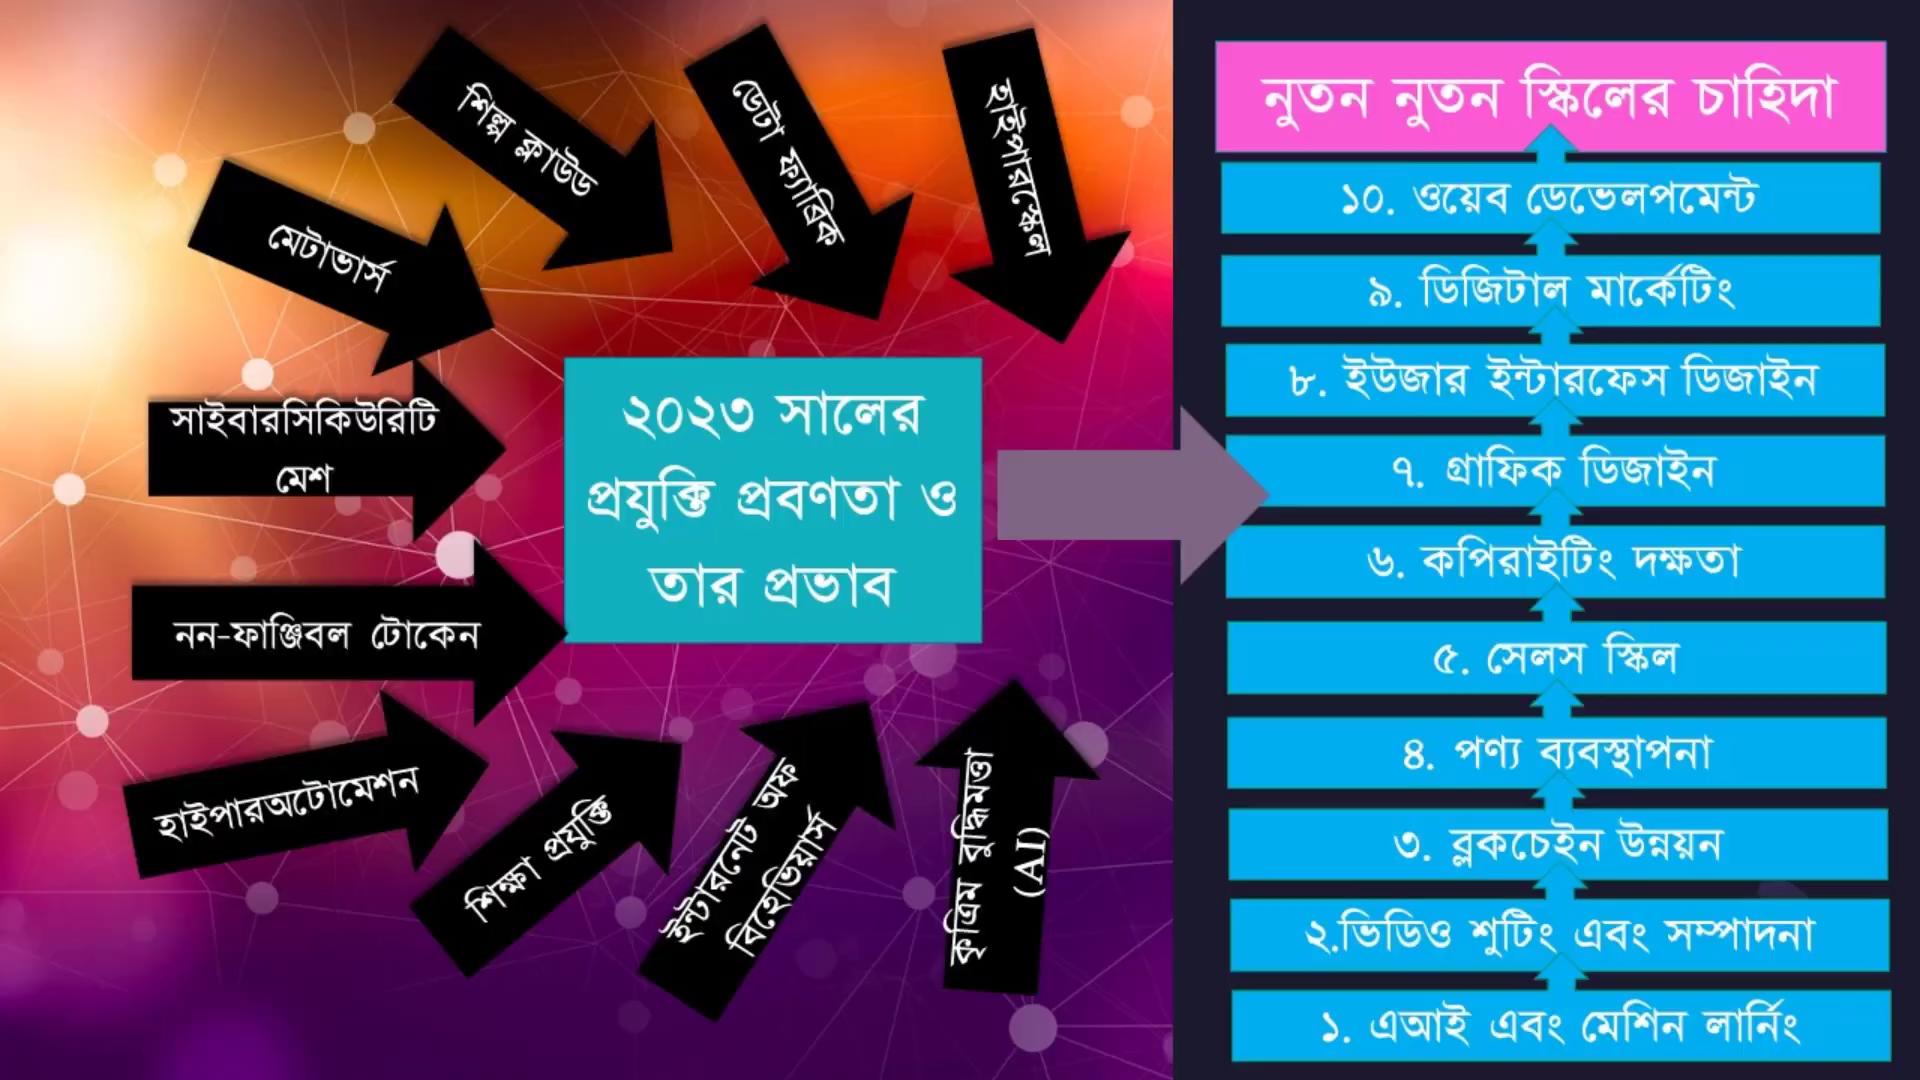 শিল্প ক্লাউড
ডেটা ফ্যাব্রিক
হাইপারস্কেল
মেটাভার্স
সাইবারসিকিউরিটি
মেশ
নন-ফাঞ্জিবল টোকেন
হাইপারঅটোমেশন
শিক্ষা প্রযুক্তি
ইন্টারনেট অফ
বিহেভিয়ার্স
কৃত্রিম বুদ্ধিমত্তা
(AI)
২০২৩ সালের
প্রযুক্তি প্রবণতা ও
তার প্রভাব
নুতন নুতন স্কিলের চাহিদা
১০. ওয়েব ডেভেলপমেন্ট
৯. ডিজিটাল মার্কেটিং
৮. ইউজার ইন্টারফেস ডিজাইন
৭. গ্রাফিক ডিজাইন
৬. কপিরাইটিং দক্ষতা
৫. সেলস স্কিল
৪. পণ্য ব্যবস্থাপনা
৩. ব্লকচেইন উন্নয়ন
২.ভিডিও শুটিং এবং সম্পাদনা
১. এআই এবং মেশিন লার্নিং